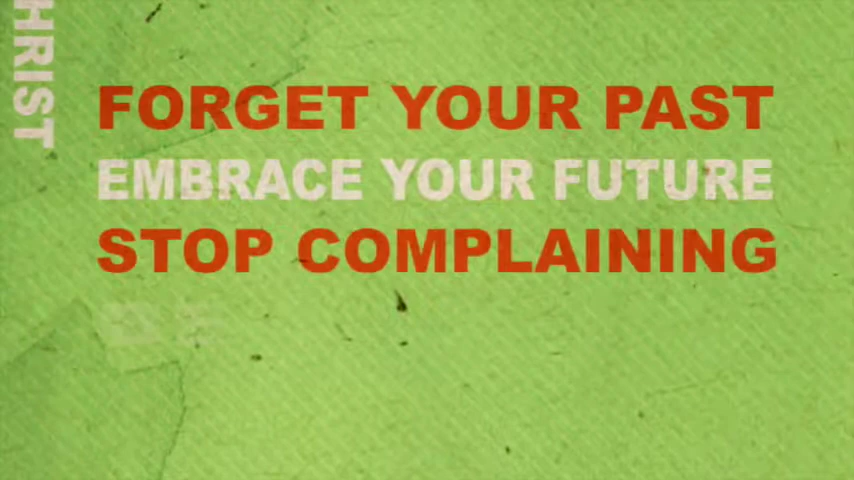 HRIST
FORGET YOUR PAST
EMBRACE YOUR FUTURE
STOP COMPLAINING